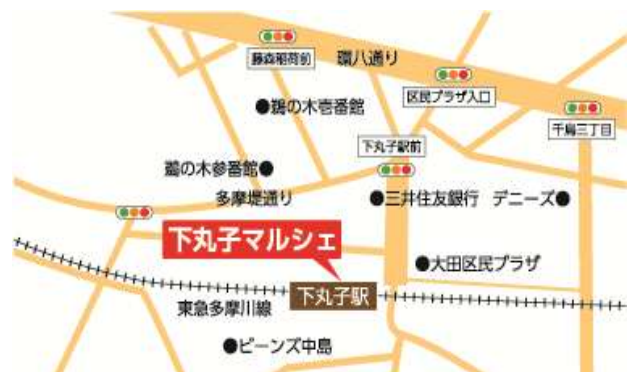 藤森稲荷前
環八通り
区民プラザ入口
千鳥三丁目
●鵜の木壱番館
下丸子駅前
鵜の木参番館●
多摩堤通り
●三井住友銀行
デニーズ●
下丸子マルシェ
●大田区民プラザ
下丸子駅
東急多摩川線
●ビーンズ中島